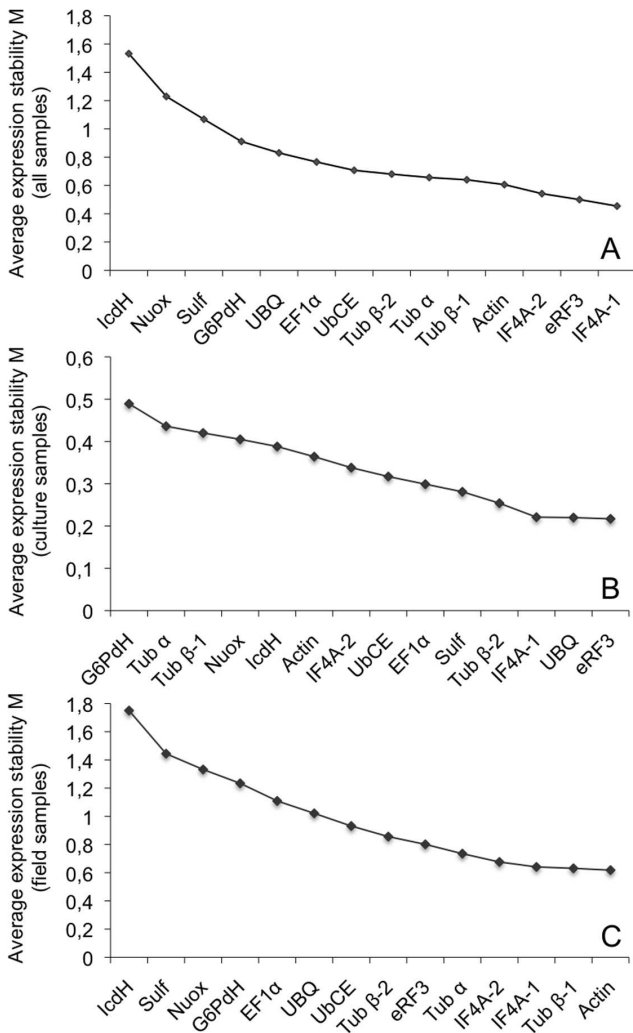 Average expression stability M
(all samples)
1,8
1,6
1,4
1,2
1
0,8
0,6
0,4
0,2
0
A
IcdH Nuox Sulf G6PdH UBQ EF1α UbCE Tub β-2 Tub α Tub β-1 Actin IF4A-2 eRF3 IF4A-1
Average expression stability M
(culture samples)
0,6
0,5
0,4
0,3
0,2
0,1
0
B
G6PdH Tub α Tub β-1 Nuox IcdH Actin IF4A-2 UbCE EF1α Sulf Tub β-2 IF4A-1 UBQ eRF3
Average expression stability M
(field samples)
1,8
1,6
1,4
1,2
1
0,8
0,6
0,4
0,2
0
C
IcdH Sulf Nuox G6PdH EF1α UBQ UbCE Tub β-2 eRF3 Tub α IF4A-2 IF4A-1 Tub β-1 Actin